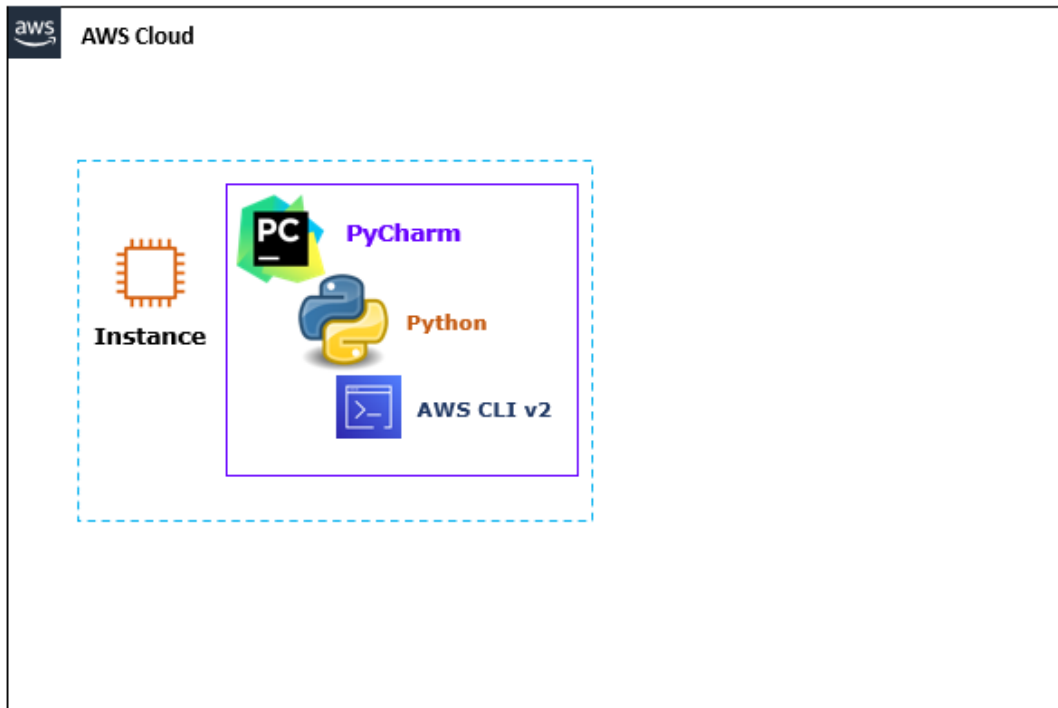 aws
AWS Cloud
PC
PyCharm
Instance
Python
>_
AWS CLI v2